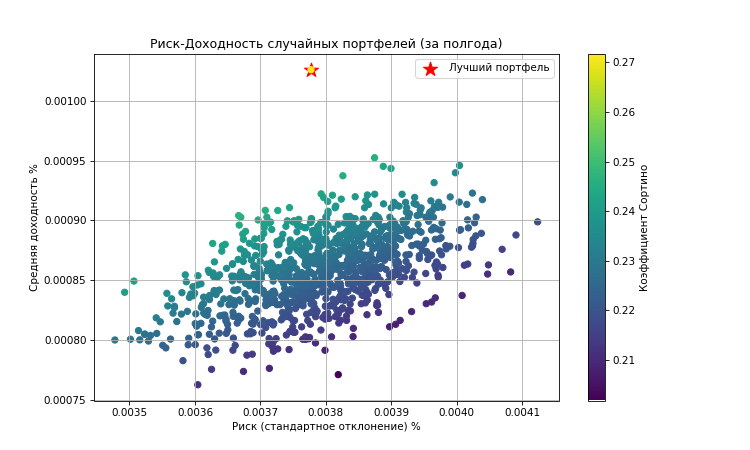 Риск-Доходность случайных портфелей (за полгода)
Лучший портфель
Средняя доходность %
0.00100
0.00095
0.00090
0.00085
0.00080
0.00075
0.0035 0.0036 0.0037 0.0038 0.0039 0.0040 0.0041
Риск (стандартное отклонение) %
0.27
0.26
0.25
0.24
0.23
0.22
0.21
Коэффициент Сортино